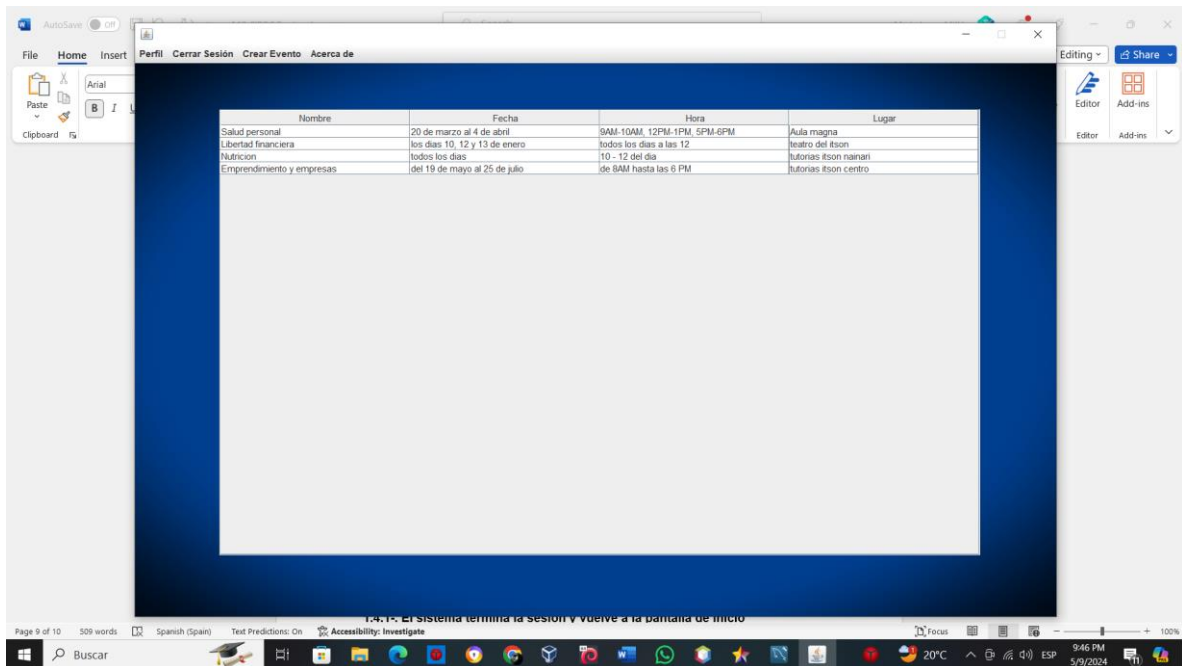 AutoSave Off
File Home Insert
Perfil Cerrar Sesión Crear Evento Acerca de
Editing
Share
Paste
Arial
B I U
Clipboard
Editor
Add-ins
Editor
Add-ins
Nombre Fecha Hora Lugar
Salud personal 20 de marzo al 4 de abril 9AM-10AM, 12PM-1PM, 5PM-6PM Aula magna
Libertad financiera los dias 10, 12 y 13 de enero todos los dias a las 12 teatro del itson
Nutricion todos los dias 10 - 12 del dia tutorias itson nainari
Emprendimiento y empresas del 19 de mayo al 25 de julio de 8AM hasta las 6 PM tutorias itson centro
1.4.1-. El sistema termina la sesión y vuelve a la pantalla de inicio
Page 9 of 10 509 words Spanish (Spain) Text Predictions: On Accessibility: Investigate Focus 100%
Buscar 20°C ESP 9:46 PM
5/9/2024